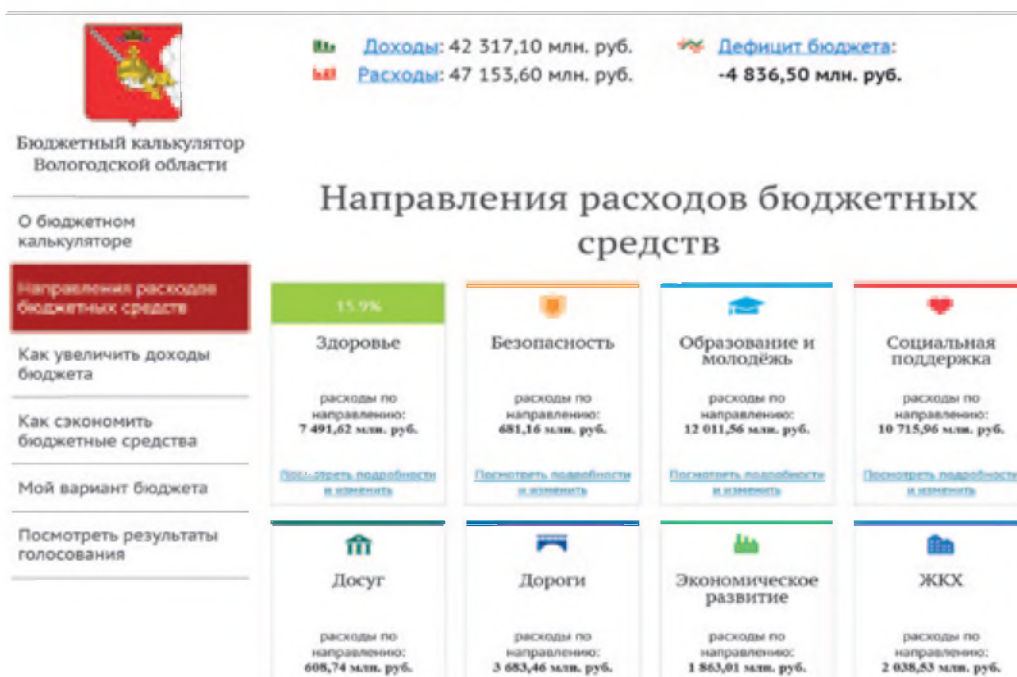 Доходы: 42 317,10 млн. руб.
Расходы: 47 153,60 млн. руб.
Дефицит бюджета:
-4 836,50 млн. руб.
Бюджетный калькулятор
Вологодской области
О бюджетном
калькуляторе
Направления расходов
бюджетных средств
Как увеличить доходы
бюджета
Как сэкономить
бюджетные средства
Мой вариант бюджета
Посмотреть результаты
голосования
Направления расходов бюджетных
средств
15.9%
Здоровье
расходы по
направлению:
7 491,62 млн. руб.
Посмотреть подробности
и изменить
Безопасность
расходы по
направлению:
681,16 млн. руб.
Посмотреть подробности
и изменить
Образование и
молодёжь
расходы по
направлению:
12 011,56 млн. руб.
Посмотреть подробности
и изменить
Социальная
поддержка
расходы по
направлению:
10 715,96 млн. руб.
Посмотреть подробности
и изменить
Досуг
расходы по
направлению:
608,74 млн. руб.
Дороги
расходы по
направлению:
3 683,46 млн. руб.
Экономическое
развитие
расходы по
направлению:
1 863,01 млн. руб.
ЖКХ
расходы по
направлению:
2 038,53 млн. руб.